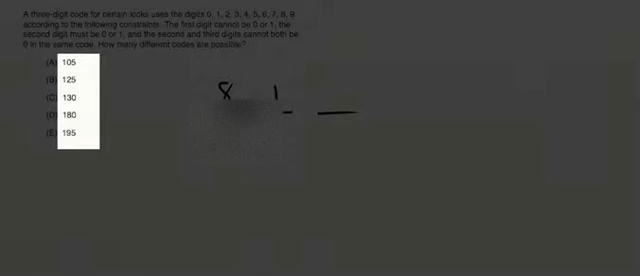 A three-digit code for certain locks uses the digits 0, 1, 2, 3, 4, 5, 6, 7, 8, 9
according to the following constraints. The first digit cannot be 0 or 1, the
second digit must be 0 or 1, and the second and third digits cannot both be
0 in the same code. How many different codes are possible?
8 1
(A) 105
(B) 125
(C) 130
(D) 180
(E) 195